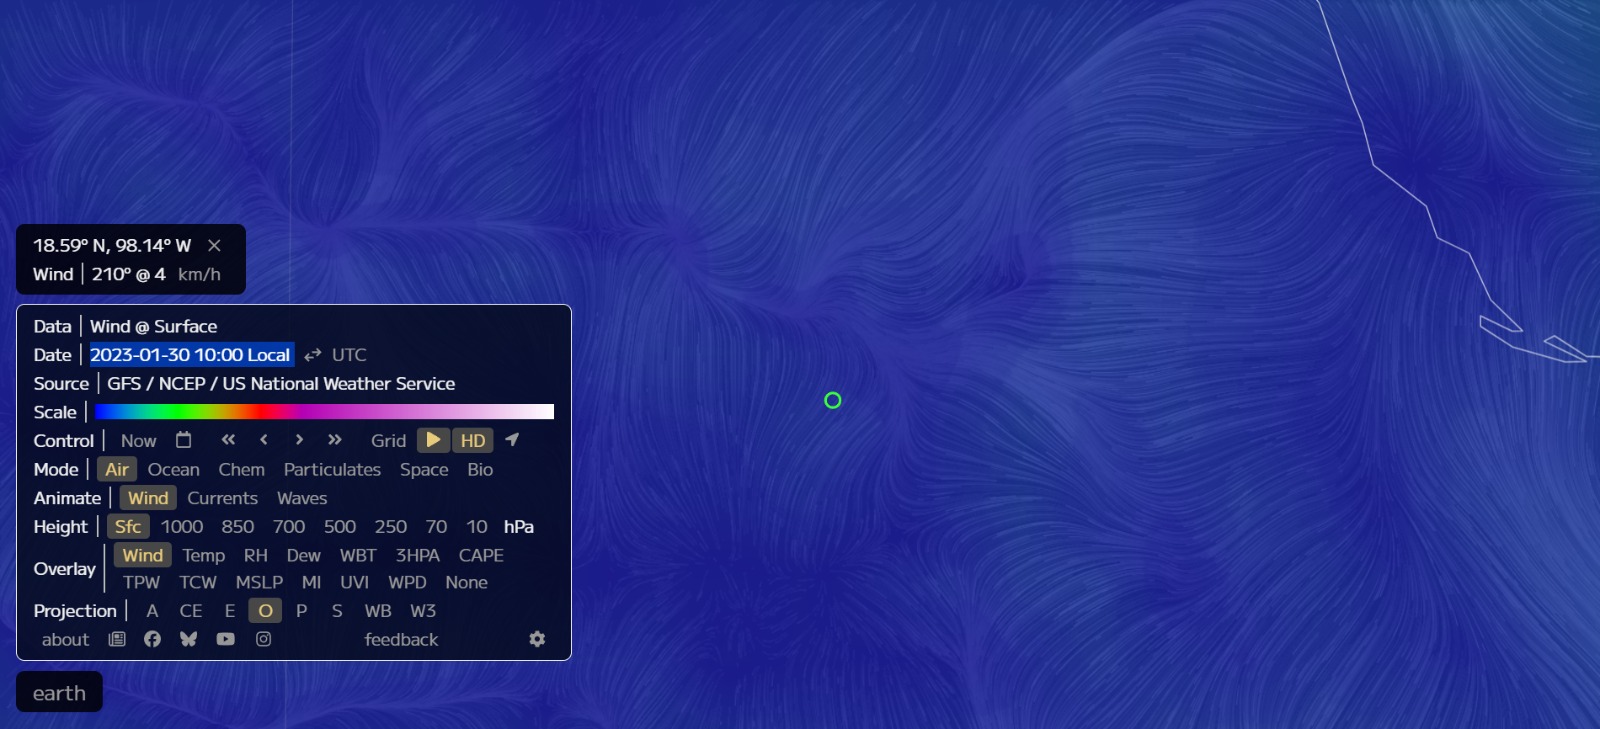 18.59° N, 98.14° W ×
Wind | 210° @ 4 km/h
Data | Wind @ Surface
Date | 2023-01-30 10:00 Local ⇄ UTC
Source | GFS / NCEP / US National Weather Service
Scale |
Control | Now « ‹ › » Grid HD
Mode | Air Ocean Chem Particulates Space Bio
Animate | Wind Currents Waves
Height | Sfc 1000 850 700 500 250 70 10 hPa
Overlay | Wind Temp RH Dew WBT 3HPA CAPE
TPW TCW MSLP MI UVI WPD None
Projection | A CE E O P S WB W3
about feedback
earth